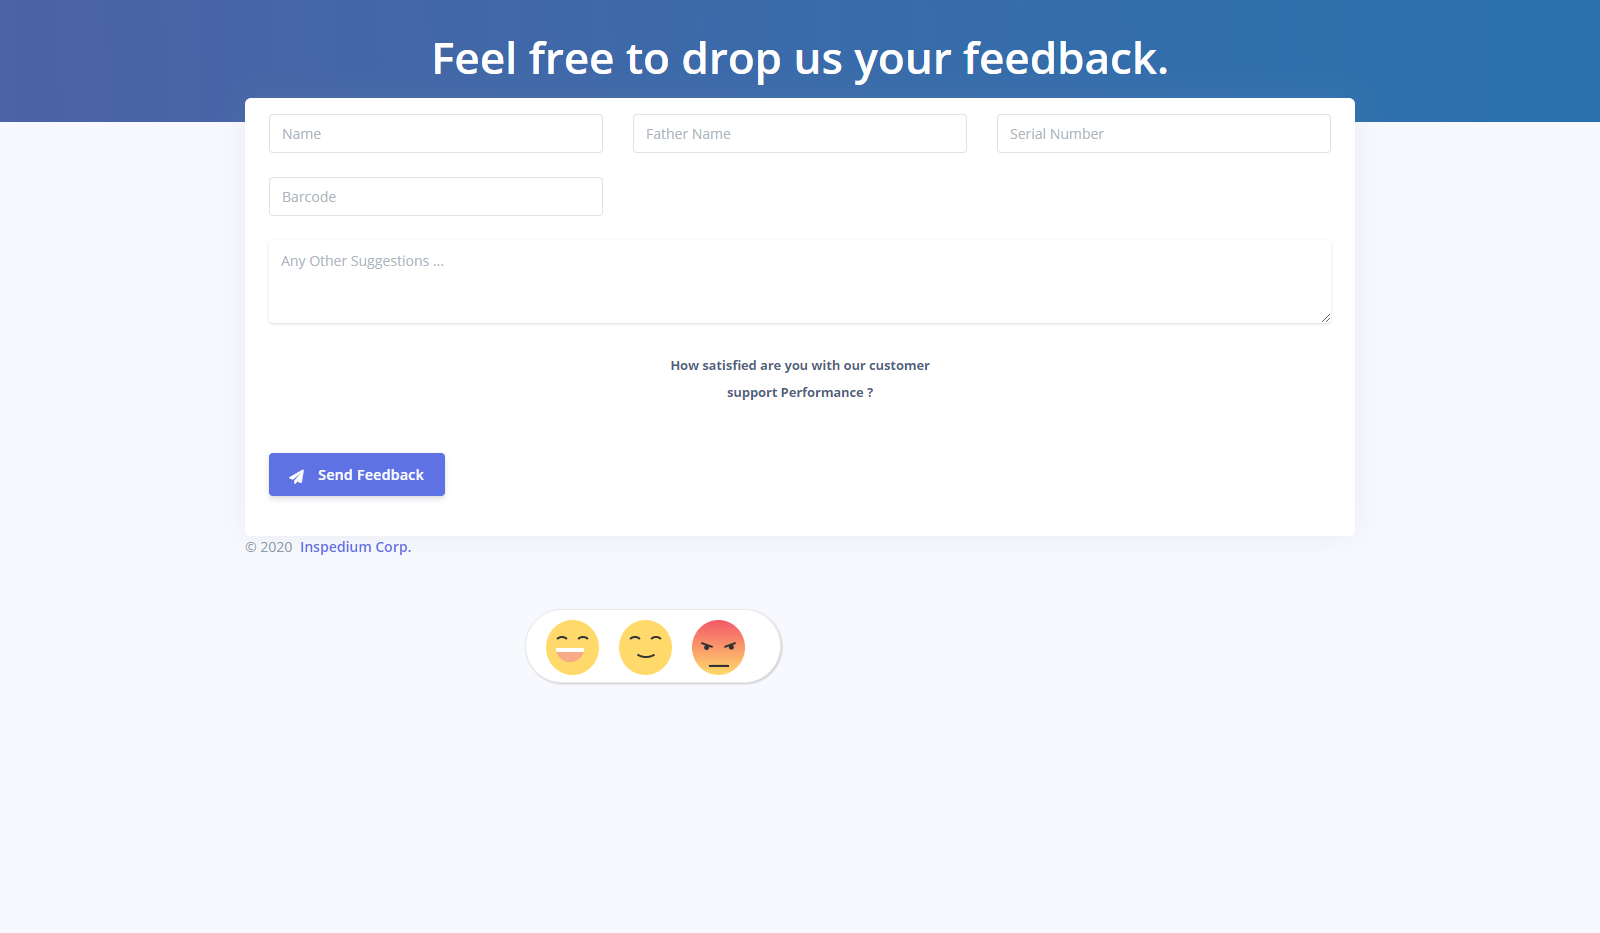 Feel free to drop us your feedback.
Name
Father Name
Serial Number
Barcode
Any Other Suggestions ...
How satisfied are you with our customer
support Performance ?
Send Feedback
© 2020 Inspedium Corp.